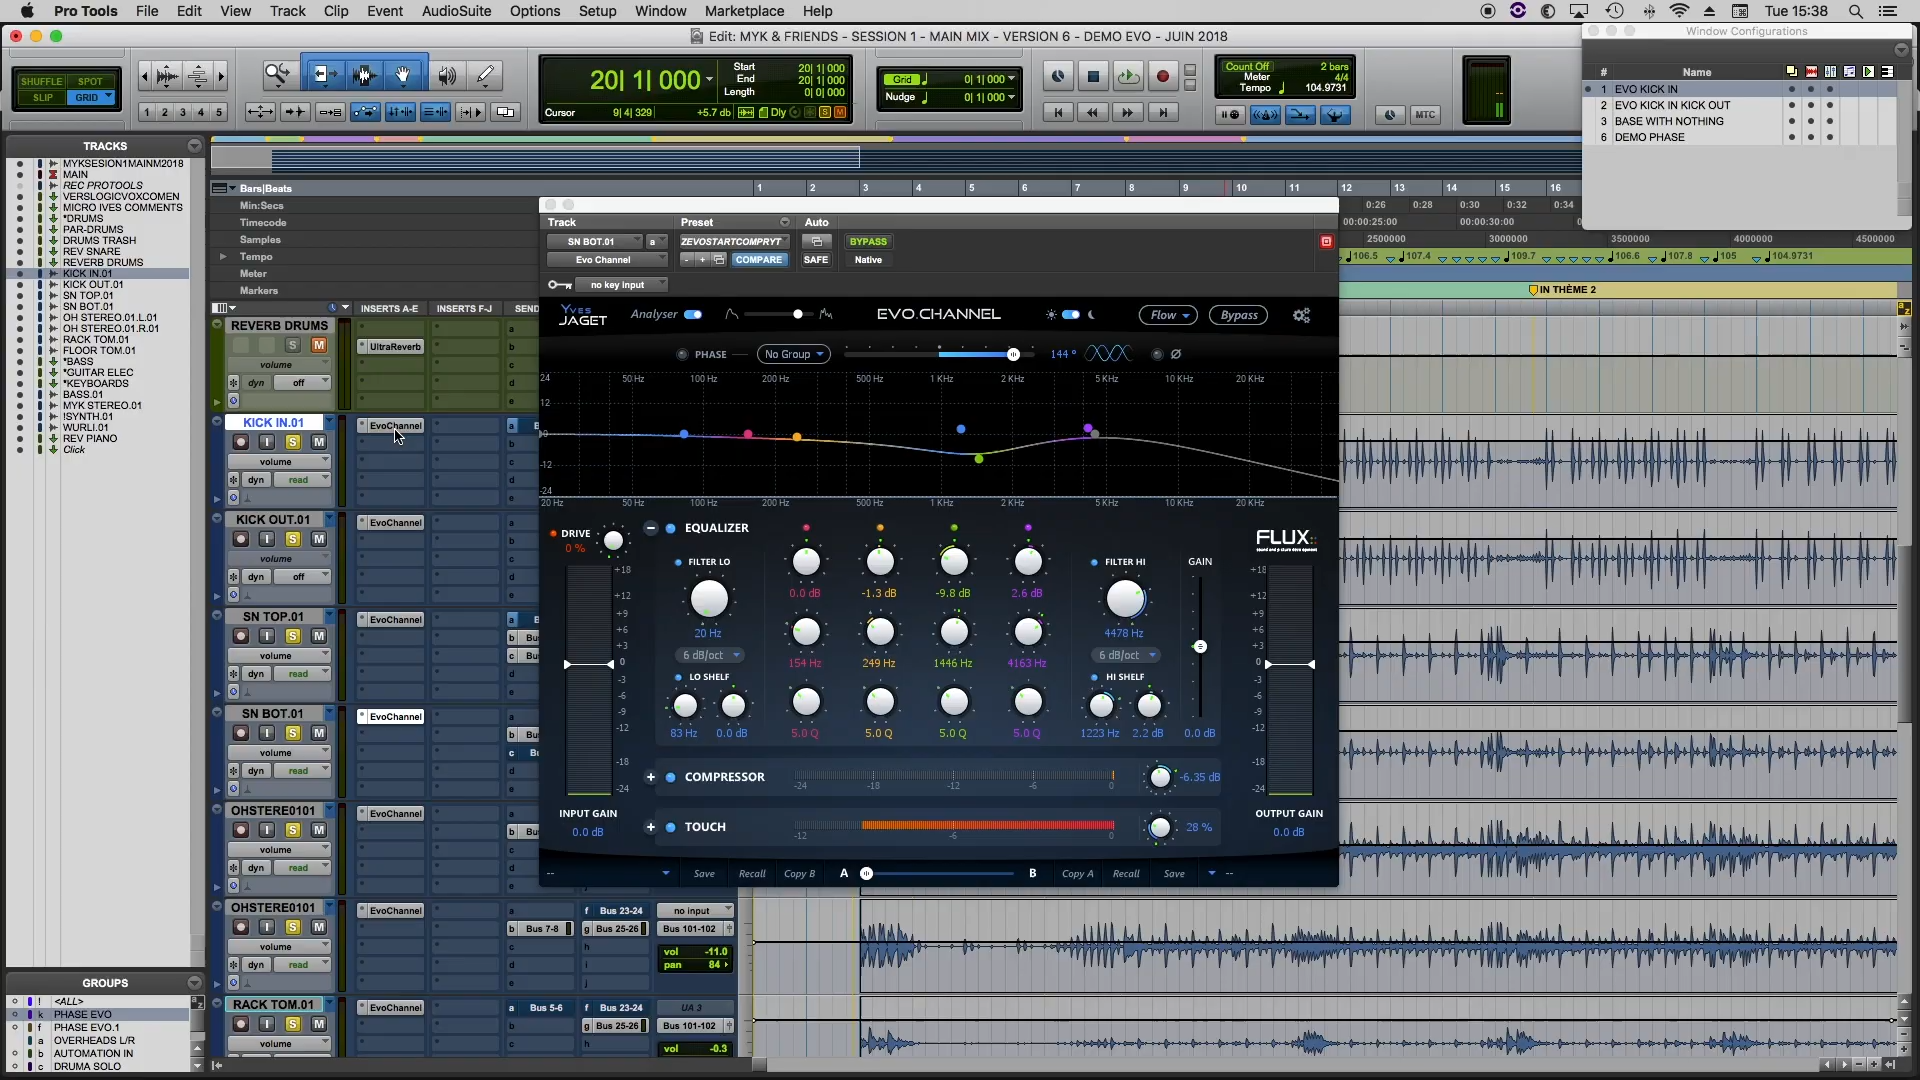 Pro Tools File Edit View Track Clip Event AudioSuite Options Setup Window Marketplace Help
Tue 15:38
Edit: MYK & FRIENDS - SESSION 1 - MAIN MIX - VERSION 6 - DEMO EVO - JUIN 2018
Window Configurations
# Name
1 EVO KICK IN
2 EVO KICK IN KICK OUT
3 BASE WITH NOTHING
6 DEMO PHASE
SHUFFLE SPOT
SLIP GRID
1 2 3 4 5
20| 1| 000
Start 20| 1| 000
End 20| 1| 000
Length 0| 0| 000
Cursor 9| 4| 329 +5.7 db Dly S M
Grid 0| 1| 000
Nudge 0| 1| 000
Count Off 2 bars
Meter 4/4
Tempo 104.9731
MTC
TRACKS
MYKSESION1MAINM2018
MAIN
REC PROTOOLS
VERSLOGICVOXCOMEN
MICRO IVES COMMENTS
*DRUMS
PAR-DRUMS
DRUMS TRASH
REV SNARE
REVERB DRUMS
KICK IN.01
KICK OUT.01
SN TOP.01
SN BOT.01
OH STEREO.01.L.01
OH STEREO.01.R.01
RACK TOM.01
FLOOR TOM.01
*BASS
*GUITAR ELEC
*KEYBOARDS
BASS.01
MYK STEREO.01
!SYNTH.01
WURLI.01
REV PIANO
Click
GROUPS
! <ALL>
k PHASE EVO
f PHASE EVO.1
a OVERHEADS L/R
b AUTOMATION IN
c DRUMA SOLO
Bars|Beats
Min:Secs
Timecode
Samples
Tempo
Meter
Markers
1 2 3 4 5 6 7 8 9 10 11 12 13 14 15 16
0:26 0:28 0:30 0:32 0:34
00:00:25:00 00:00:30:00
2500000 3000000 3500000 4000000 4500000
106.5 107.4 109.7 106.6 107.8 105 104.9731
IN THÈME 2
INSERTS A-E INSERTS F-J SEND
REVERB DRUMS
UltraReverb
S M
volume
dyn off
KICK IN.01
EvoChannel
I S M
volume
dyn read
KICK OUT.01
EvoChannel
I S M
volume
dyn off
SN TOP.01
EvoChannel
I S M
volume
dyn read
SN BOT.01
EvoChannel
I S M
volume
dyn read
OHSTERE0101
EvoChannel
I S M
volume
dyn read
OHSTERE0101
EvoChannel
I S M
volume
dyn read
b Bus 7-8
f Bus 23-24
g Bus 25-26
no input
Bus 101-102
vol -11.0
pan 84
RACK TOM.01
EvoChannel
I S M
volume
a Bus 5-6
f Bus 23-24
g Bus 25-26
UA 3
Bus 101-102
vol -0.3
Track Preset Auto
SN BOT.01 a ZEVOSTARTCOMPRYT BYPASS
Evo Channel - + COMPARE SAFE Native
no key input
YVES JAGET
Analyser
EVO.CHANNEL
Flow
Bypass
PHASE No Group 144 ° Ø
24 50 Hz 100 Hz 200 Hz 500 Hz 1 KHz 2 KHz 5 KHz 10 KHz 20 KHz
12
0
-12
-24
20 Hz 50 Hz 100 Hz 200 Hz 500 Hz 1 KHz 2 KHz 5 KHz 10 KHz 20 KHz
DRIVE
0 %
EQUALIZER
FLUX::
FILTER LO
FILTER HI
GAIN
0.0 dB -1.3 dB -9.8 dB 2.6 dB
20 Hz
4478 Hz
6 dB/oct
6 dB/oct
154 Hz 249 Hz 1446 Hz 4163 Hz
LO SHELF
HI SHELF
83 Hz 0.0 dB 5.0 Q 5.0 Q 5.0 Q 5.0 Q 1223 Hz 2.2 dB 0.0 dB
+18 +12 +9 +6 +3 0 -3 -6 -9 -12 -18 -24
+18 +12 +9 +6 +3 0 -3 -6 -9 -12 -18 -24
COMPRESSOR -24 -18 -12 -6 0 -6.35 dB
TOUCH -12 -6 0 28 %
INPUT GAIN
0.0 dB
OUTPUT GAIN
0.0 dB
-- Save Recall Copy B A B Copy A Recall Save --